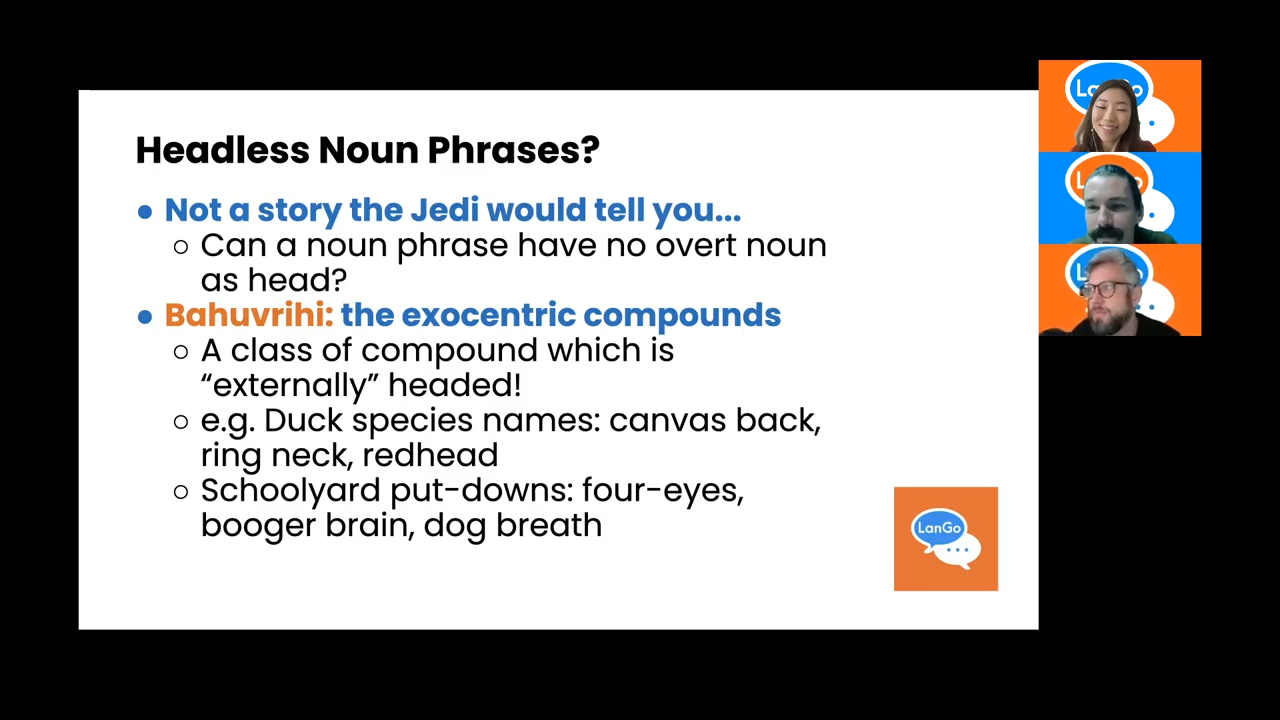 Headless Noun Phrases?
● Not a story the Jedi would tell you...
○ Can a noun phrase have no overt noun
as head?
● Bahuvrihi: the exocentric compounds
○ A class of compound which is
“externally” headed!
○ e.g. Duck species names: canvas back,
ring neck, redhead
○ Schoolyard put-downs: four-eyes,
booger brain, dog breath
LanGo